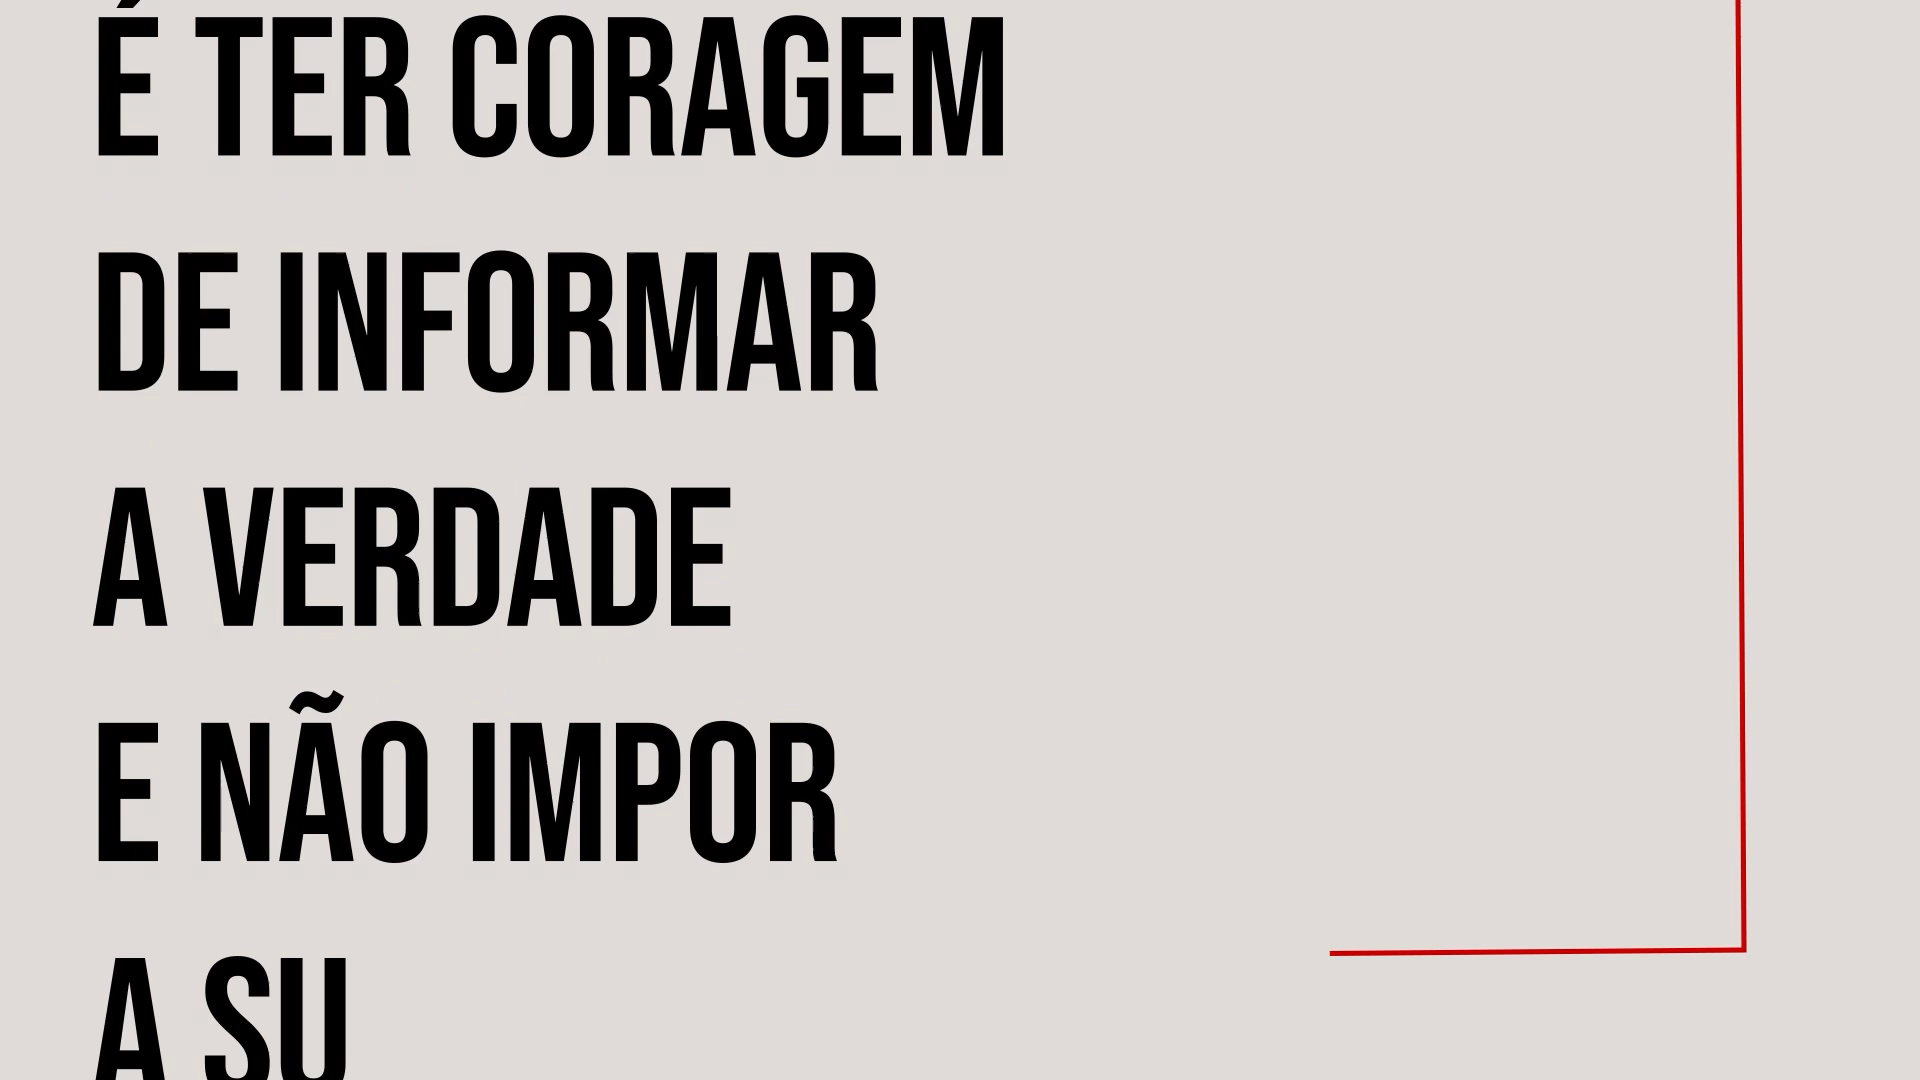 É TER CORAGEM
DE INFORMAR
A VERDADE
E NÃO IMPOR
A SU